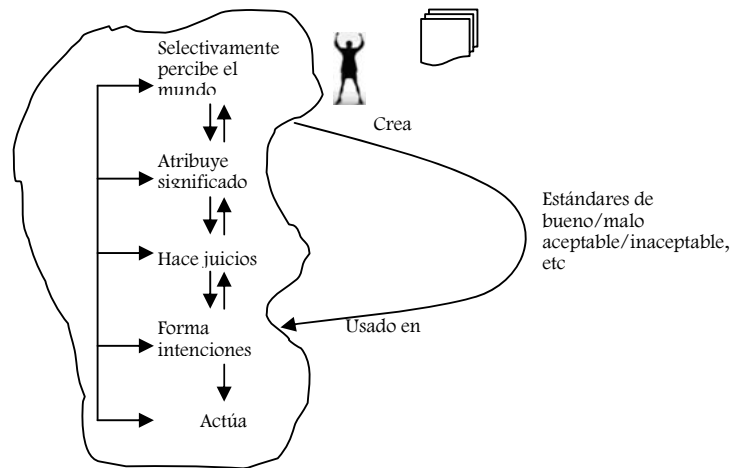 Selectivamente
percibe el
mundo
Crea
Atribuye
significado
Estándares de
bueno/malo
aceptable/inaceptable,
etc
Hace juicios
Usado en
Forma
intenciones
Actúa